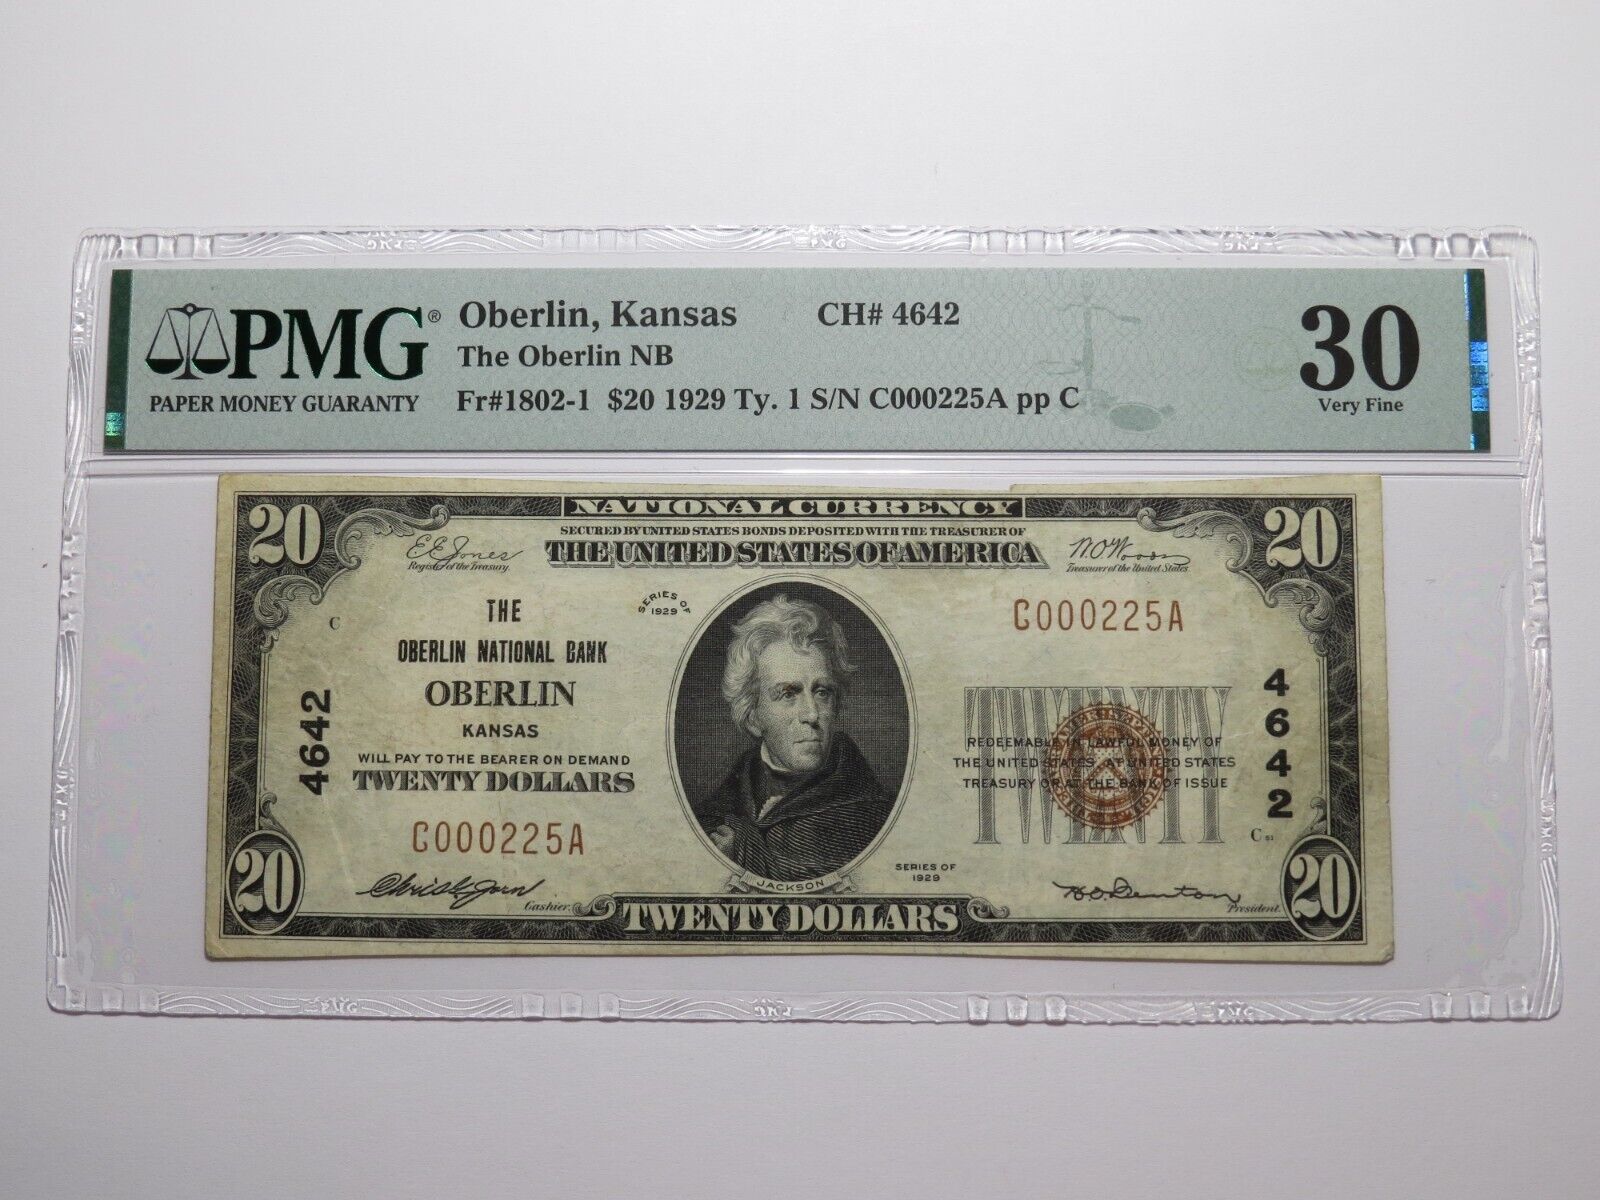 PMG®
PAPER MONEY GUARANTY
Oberlin, Kansas CH# 4642
The Oberlin NB
Fr#1802-1 $20 1929 Ty. 1 S/N C000225A pp C
30
Very Fine
NATIONAL CURRENCY
SECURED BY UNITED STATES BONDS DEPOSITED WITH THE TREASURER OF
THE UNITED STATES OF AMERICA
20
20
E.E. Jones
Register of the Treasury.
W.O. Woods
Treasurer of the United States
SERIES OF
1929
C
THE
OBERLIN NATIONAL BANK
OBERLIN
KANSAS
WILL PAY TO THE BEARER ON DEMAND
TWENTY DOLLARS
C000225A
C000225A
4642
4642
TWENTY
REDEEMABLE IN LAWFUL MONEY OF
THE UNITED STATES AT UNITED STATES
TREASURY OR AT THE BANK OF ISSUE
C 51
SERIES OF
1929
JACKSON
Cashier.
President.
20
TWENTY DOLLARS
20